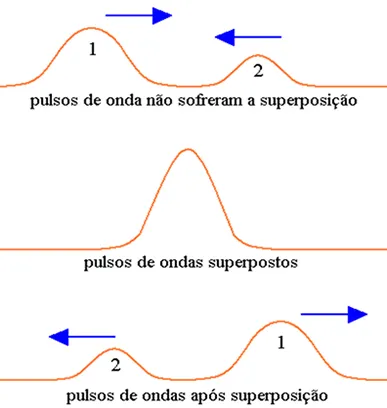 1
2
pulsos de onda não sofreram a superposição
pulsos de ondas superpostos
2
1
pulsos de ondas após superposição